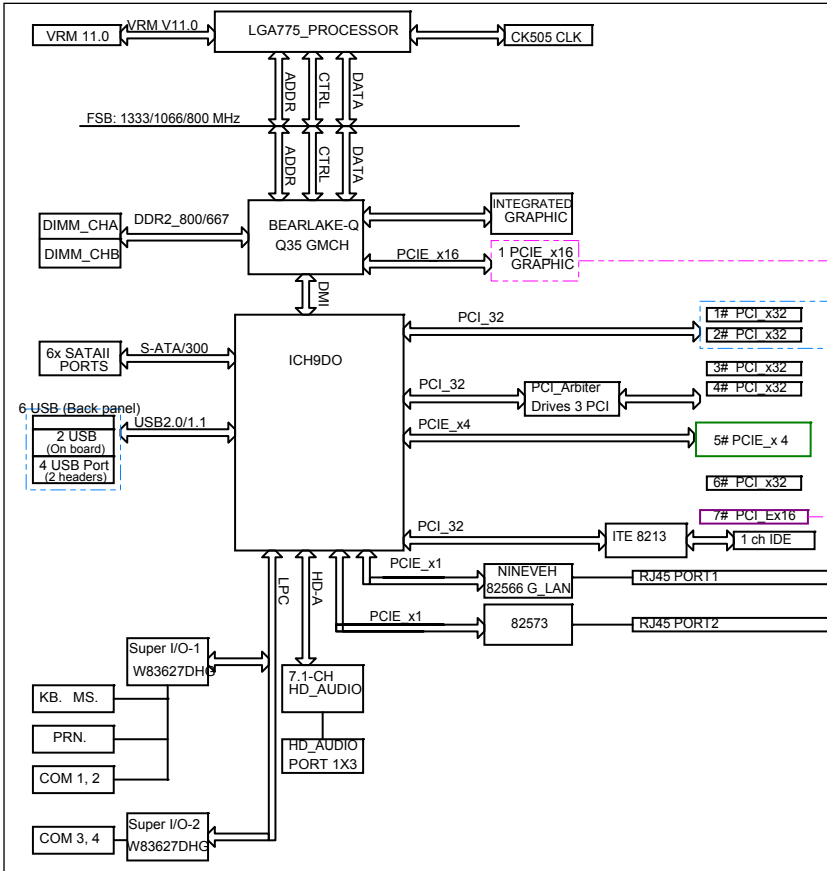 VRM 11.0
VRM V11.0
LGA775_PROCESSOR
CK505 CLK
ADDR
CTRL
DATA
FSB: 1333/1066/800 MHz
ADDR
CTRL
DATA
DIMM_CHA
DIMM_CHB
DDR2_800/667
BEARLAKE-Q
Q35 GMCH
INTEGRATED
GRAPHIC
PCIE_x16
1 PCIE_x16
GRAPHIC
DMI
6x SATAII
PORTS
S-ATA/300
ICH9DO
PCI_32
1# PCI_x32
2# PCI_x32
3# PCI_x32
4# PCI_x32
PCI_32
PCI_Arbiter
Drives 3 PCI
6 USB (Back panel)
2 USB
(On board)
4 USB Port
(2 headers)
USB2.0/1.1
PCIE_x4
5# PCIE_x 4
6# PCI_x32
7# PCI_Ex16
PCI_32
ITE 8213
1 ch IDE
PCIE_x1
NINEVEH
82566 G_LAN
RJ45 PORT1
PCIE_x1
82573
RJ45 PORT2
LPC
HD-A
Super I/O-1
W83627DHG
KB. MS.
PRN.
COM 1, 2
7.1-CH
HD_AUDIO
HD_AUDIO
PORT 1X3
COM 3, 4
Super I/O-2
W83627DHG